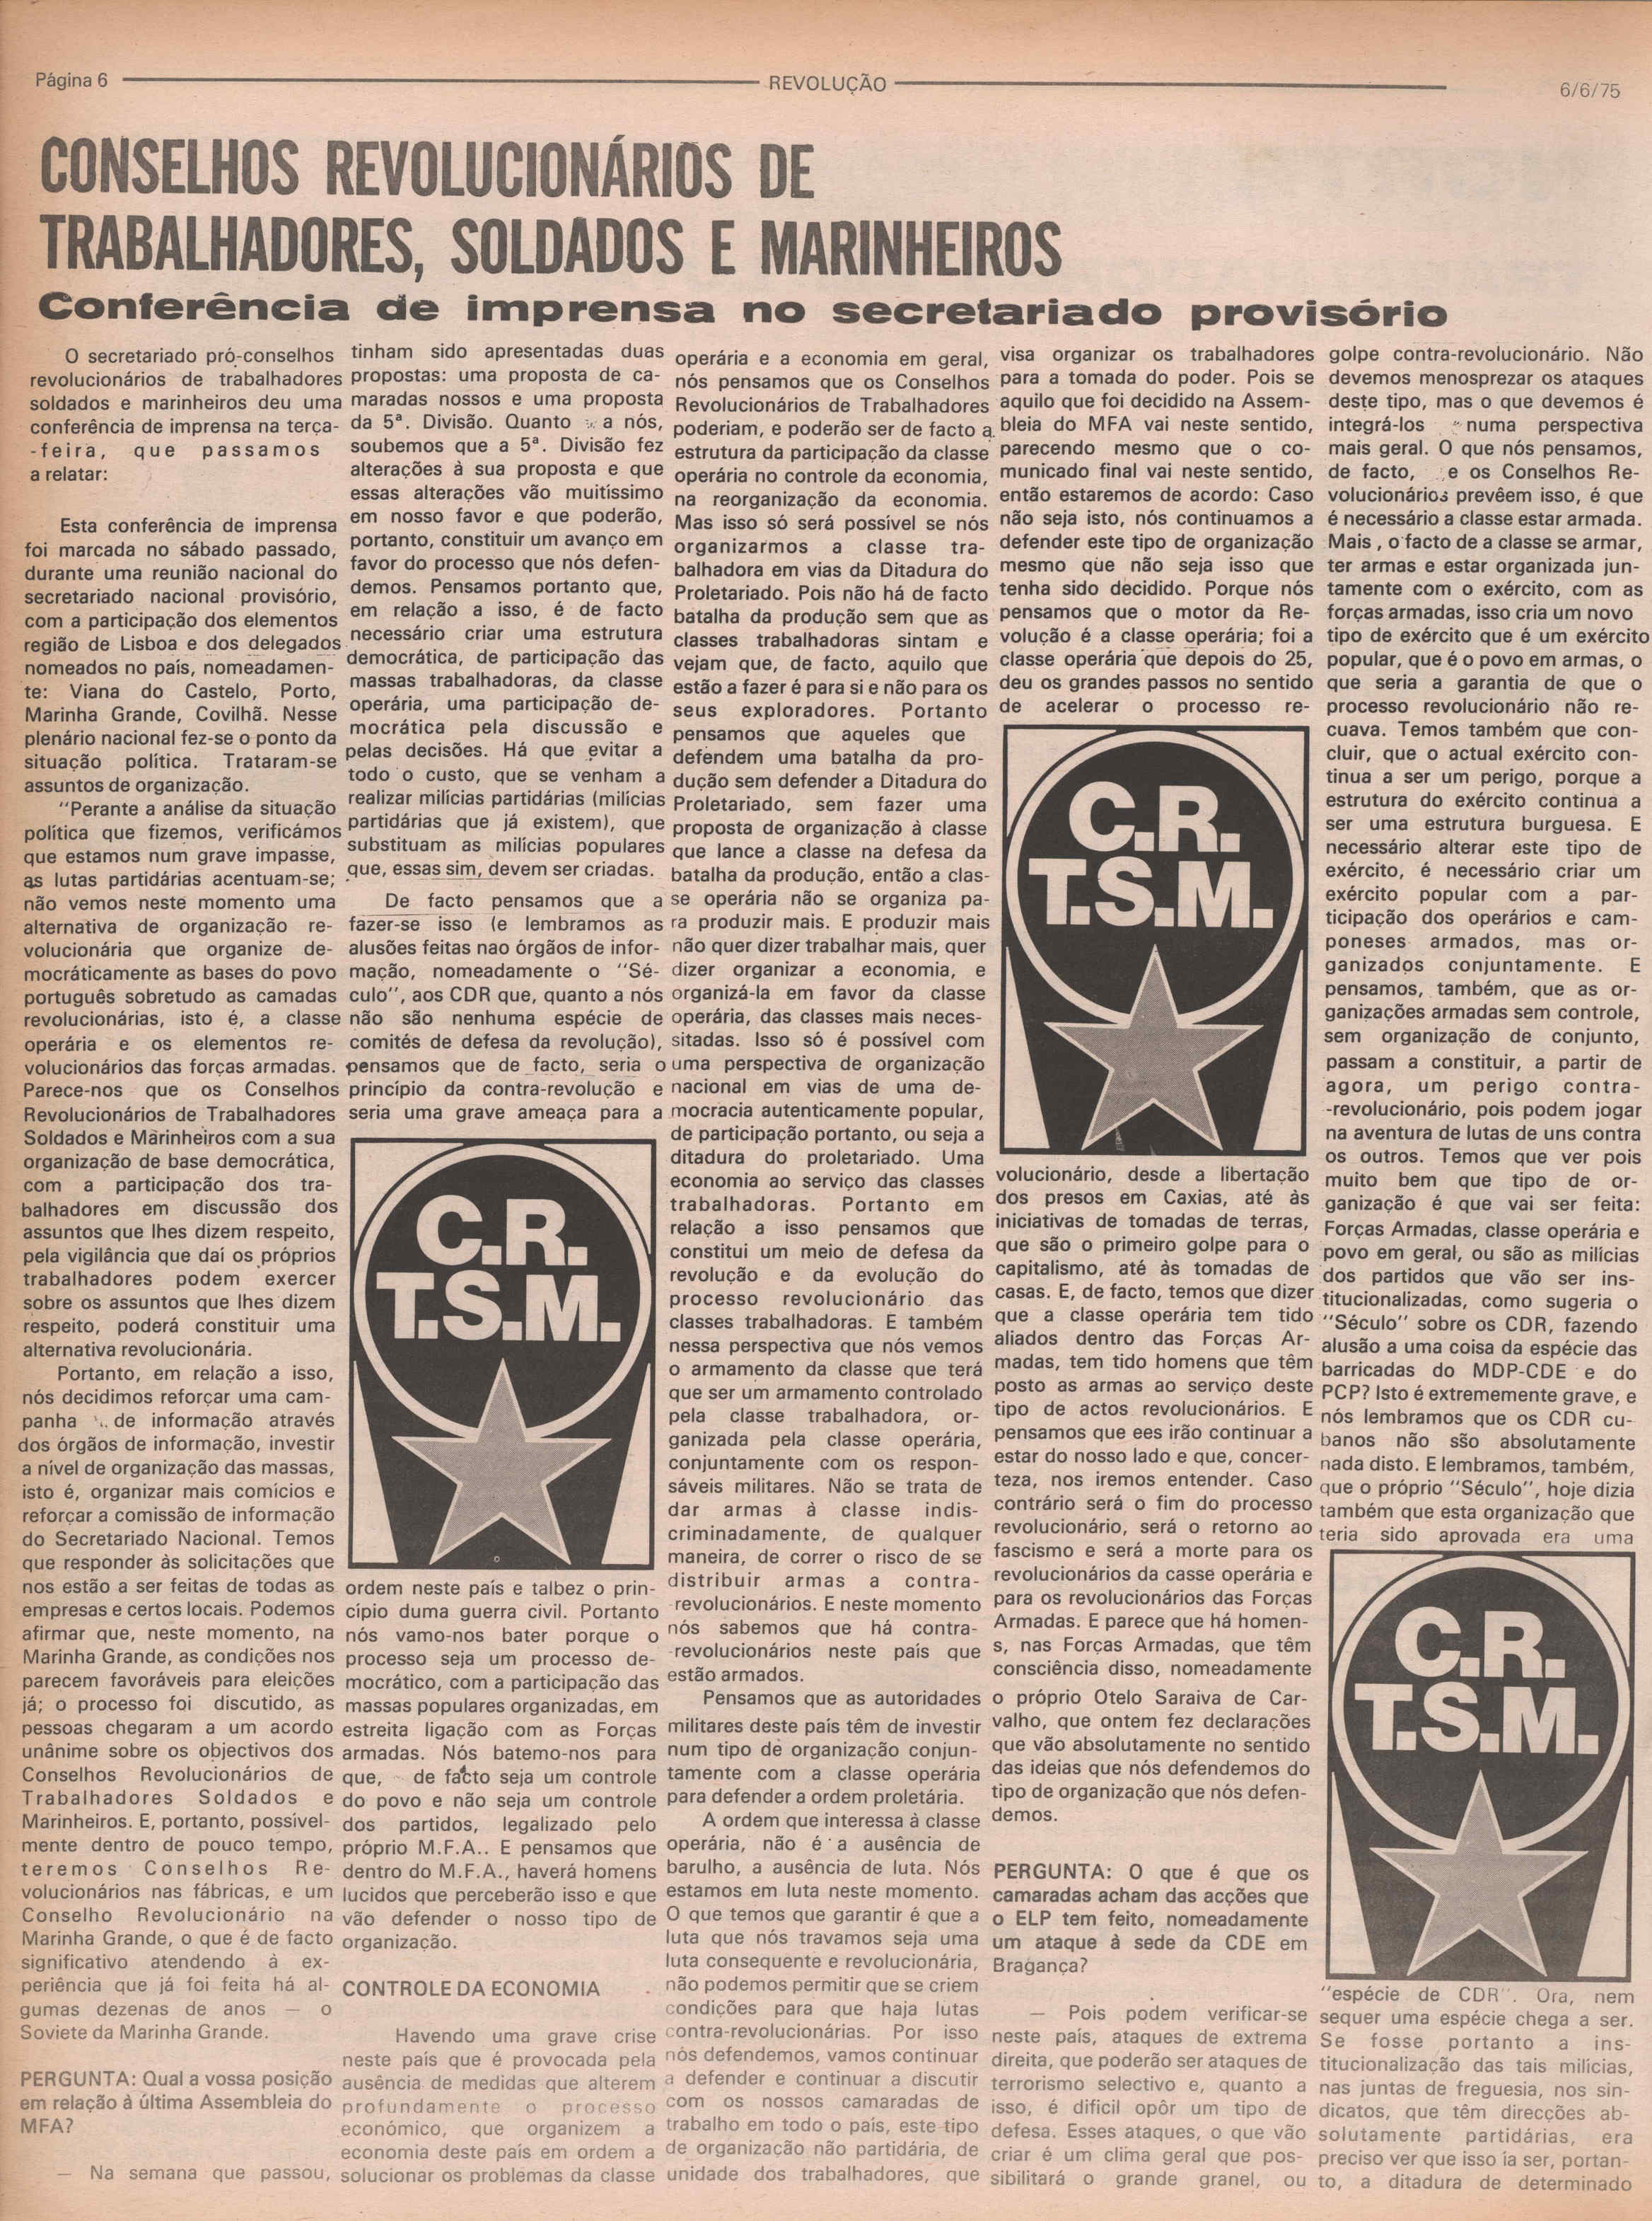 Página 6
REVOLUÇÃO
6/6/75
CONSELHOS REVOLUCIONÁRIOS DE
TRABALHADORES, SOLDADOS E MARINHEIROS
Conferência de imprensa no secretariado provisório
O secretariado pró-conselhos
revolucionários de trabalhadores
soldados e marinheiros deu uma
conferência de imprensa na terça-
-feira, que passamos
a relatar:
Esta conferência de imprensa
foi marcada no sábado passado,
durante uma reunião nacional do
secretariado nacional provisório,
com a participação dos elementos
região de Lisboa e dos delegados
nomeados no país, nomeadamen-
te: Viana do Castelo, Porto,
Marinha Grande, Covilhã. Nesse
plenário nacional fez-se o ponto da
situação política. Trataram-se
assuntos de organização.
"Perante a análise da situação
política que fizemos, verificámos
que estamos num grave impasse,
as lutas partidárias acentuam-se;
não vemos neste momento uma
alternativa de organização re-
volucionária que organize de-
mocráticamente as bases do povo
português sobretudo as camadas
revolucionárias, isto é, a classe
operária e os elementos re-
volucionários das forças armadas.
Parece-nos que os Conselhos
Revolucionários de Trabalhadores
Soldados e Marinheiros com a sua
organização de base democrática,
com a participação dos tra-
balhadores em discussão dos
assuntos que lhes dizem respeito,
pela vigilância que daí os próprios
trabalhadores podem exercer
sobre os assuntos que lhes dizem
respeito, poderá constituir uma
alternativa revolucionária.
Portanto, em relação a isso,
nós decidimos reforçar uma cam-
panha de informação através
dos órgãos de informação, investir
a nível de organização das massas,
isto é, organizar mais comícios e
reforçar a comissão de informação
do Secretariado Nacional. Temos
que responder às solicitações que
nos estão a ser feitas de todas as
empresas e certos locais. Podemos
afirmar que, neste momento, na
Marinha Grande, as condições nos
parecem favoráveis para eleições
já; o processo foi discutido, as
pessoas chegaram a um acordo
unânime sobre os objectivos dos
Conselhos Revolucionários de
Trabalhadores Soldados e
Marinheiros. E, portanto, possivel-
mente dentro de pouco tempo,
teremos Conselhos Re-
volucionários nas fábricas, e um
Conselho Revolucionário na
Marinha Grande, o que é de facto
significativo atendendo à ex-
periência que já foi feita há al-
gumas dezenas de anos — o
Soviete da Marinha Grande.
PERGUNTA: Qual a vossa posição
em relação à última Assembleia do
MFA?
— Na semana que passou,
tinham sido apresentadas duas
propostas: uma proposta de ca-
maradas nossos e uma proposta
da 5ª. Divisão. Quanto a nós,
soubemos que a 5ª. Divisão fez
alterações à sua proposta e que
essas alterações vão muitíssimo
em nosso favor e que poderão,
portanto, constituir um avanço em
favor do processo que nós defen-
demos. Pensamos portanto que,
em relação a isso, é de facto
necessário criar uma estrutura
democrática, de participação das
massas trabalhadoras, da classe
operária, uma participação de-
mocrática pela discussão e
pelas decisões. Há que evitar a
todo o custo, que se venham a
realizar milícias partidárias (milícias
partidárias que já existem), que
substituam as milícias populares
que, essas sim, devem ser criadas.
De facto pensamos que a
fazer-se isso (e lembramos as
alusões feitas nao órgãos de infor-
mação, nomeadamente o "Sé-
culo", aos CDR que, quanto a nós
não são nenhuma espécie de
comités de defesa da revolução),
pensamos que de facto, seria o
princípio da contra-revolução e
seria uma grave ameaça para a
C.R.
T.S.M.
ordem neste país e talbez o prin-
cípio duma guerra civil. Portanto
nós vamo-nos bater porque o
processo seja um processo de-
mocrático, com a participação das
massas populares organizadas, em
estreita ligação com as Forças
armadas. Nós batemo-nos para
que, de facto seja um controle
do povo e não seja um controle
dos partidos, legalizado pelo
próprio M.F.A.. E pensamos que
dentro do M.F.A., haverá homens
lucidos que perceberão isso e que
vão defender o nosso tipo de
organização.
CONTROLE DA ECONOMIA
Havendo uma grave crise
neste país que é provocada pela
ausência de medidas que alterem
profundamente o processo
económico, que organizem a
economia deste país em ordem a
solucionar os problemas da classe
operária e a economia em geral,
nós pensamos que os Conselhos
Revolucionários de Trabalhadores
poderiam, e poderão ser de facto a
estrutura da participação da classe
operária no controle da economia,
na reorganização da economia.
Mas isso só será possível se nós
organizarmos a classe tra-
balhadora em vias da Ditadura do
Proletariado. Pois não há de facto
batalha da produção sem que as
classes trabalhadoras sintam e
vejam que, de facto, aquilo que
estão a fazer é para si e não para os
seus exploradores. Portanto
pensamos que aqueles que
defendem uma batalha da pro-
dução sem defender a Ditadura do
Proletariado, sem fazer uma
proposta de organização à classe
que lance a classe na defesa da
batalha da produção, então a clas-
se operária não se organiza pa-
ra produzir mais. E produzir mais
não quer dizer trabalhar mais, quer
dizer organizar a economia, e
organizá-la em favor da classe
operária, das classes mais neces-
sitadas. Isso só é possível com
uma perspectiva de organização
nacional em vias de uma de-
mocracia autenticamente popular,
de participação portanto, ou seja a
ditadura do proletariado. Uma
economia ao serviço das classes
trabalhadoras. Portanto em
relação a isso pensamos que
constitui um meio de defesa da
revolução e da evolução do
processo revolucionário das
classes trabalhadoras. E também
nessa perspectiva que nós vemos
o armamento da classe que terá
que ser um armamento controlado
pela classe trabalhadora, or-
ganizada pela classe operária,
conjuntamente com os respon-
sáveis militares. Não se trata de
dar armas à classe indis-
criminadamente, de qualquer
maneira, de correr o risco de se
distribuir armas a contra-
-revolucionários. E neste momento
nós sabemos que há contra-
-revolucionários neste país que
estão armados.
Pensamos que as autoridades
militares deste país têm de investir
num tipo de organização conjun-
tamente com a classe operária
para defender a ordem proletária.
A ordem que interessa à classe
operária, não é a ausência de
barulho, a ausência de luta. Nós
estamos em luta neste momento.
O que temos que garantir é que a
luta que nós travamos seja uma
luta consequente e revolucionária,
não podemos permitir que se criem
condições para que haja lutas
contra-revolucionárias. Por isso
nós defendemos, vamos continuar
a defender e continuar a discutir
com os nossos camaradas de
trabalho em todo o país, este tipo
de organização não partidária, de
unidade dos trabalhadores, que
visa organizar os trabalhadores
para a tomada do poder. Pois se
aquilo que foi decidido na Assem-
bleia do MFA vai neste sentido,
parecendo mesmo que o co-
municado final vai neste sentido,
então estaremos de acordo: Caso
não seja isto, nós continuamos a
defender este tipo de organização
mesmo que não seja isso que
tenha sido decidido. Porque nós
pensamos que o motor da Re-
volução é a classe operária; foi a
classe operária que depois do 25,
deu os grandes passos no sentido
de acelerar o processo re-
C.R.
T.S.M.
volucionário, desde a libertação
dos presos em Caxias, até às
iniciativas de tomadas de terras,
que são o primeiro golpe para o
capitalismo, até às tomadas de
casas. E, de facto, temos que dizer
que a classe operária tem tido
aliados dentro das Forças Ar-
madas, tem tido homens que têm
posto as armas ao serviço deste
tipo de actos revolucionários. E
pensamos que ees irão continuar a
estar do nosso lado e que, concer-
teza, nos iremos entender. Caso
contrário será o fim do processo
revolucionário, será o retorno ao
fascismo e será a morte para os
revolucionários da casse operária e
para os revolucionários das Forças
Armadas. E parece que há homen-
s, nas Forças Armadas, que têm
consciência disso, nomeadamente
o próprio Otelo Saraiva de Car-
valho, que ontem fez declarações
que vão absolutamente no sentido
das ideias que nós defendemos do
tipo de organização que nós defen-
demos.
PERGUNTA: O que é que os
camaradas acham das acções que
o ELP tem feito, nomeadamente
um ataque à sede da CDE em
Bragança?
— Pois podem verificar-se
neste país, ataques de extrema
direita, que poderão ser ataques de
terrorismo selectivo e, quanto a
isso, é dificil opôr um tipo de
defesa. Esses ataques, o que vão
criar é um clima geral que pos-
sibilitará o grande granel, ou
golpe contra-revolucionário. Não
devemos menosprezar os ataques
deste tipo, mas o que devemos é
integrá-los numa perspectiva
mais geral. O que nós pensamos,
de facto, e os Conselhos Re-
volucionários prevêem isso, é que
é necessário a classe estar armada.
Mais , o facto de a classe se armar,
ter armas e estar organizada jun-
tamente com o exército, com as
forças armadas, isso cria um novo
tipo de exército que é um exército
popular, que é o povo em armas, o
que seria a garantia de que o
processo revolucionário não re-
cuava. Temos também que con-
cluir, que o actual exército con-
tinua a ser um perigo, porque a
estrutura do exército continua a
ser uma estrutura burguesa. E
necessário alterar este tipo de
exército, é necessário criar um
exército popular com a par-
ticipação dos operários e cam-
poneses armados, mas or-
ganizados conjuntamente. E
pensamos, também, que as or-
ganizações armadas sem controle,
sem organização de conjunto,
passam a constituir, a partir de
agora, um perigo contra-
-revolucionário, pois podem jogar
na aventura de lutas de uns contra
os outros. Temos que ver pois
muito bem que tipo de or-
ganização é que vai ser feita:
Forças Armadas, classe operária e
povo em geral, ou são as milícias
dos partidos que vão ser ins-
titucionalizadas, como sugeria o
"Século" sobre os CDR, fazendo
alusão a uma coisa da espécie das
barricadas do MDP-CDE e do
PCP? Isto é extrememente grave, e
nós lembramos que os CDR cu-
banos não são absolutamente
nada disto. E lembramos, também,
que o próprio "Século", hoje dizia
também que esta organização que
teria sido aprovada era uma
C.R.
T.S.M.
"espécie de CDR". Ora, nem
sequer uma espécie chega a ser.
Se fosse portanto a ins-
titucionalização das tais milícias,
nas juntas de freguesia, nos sin-
dicatos, que têm direcções ab-
solutamente partidárias, era
preciso ver que isso ia ser, portan-
to, a ditadura de determinado